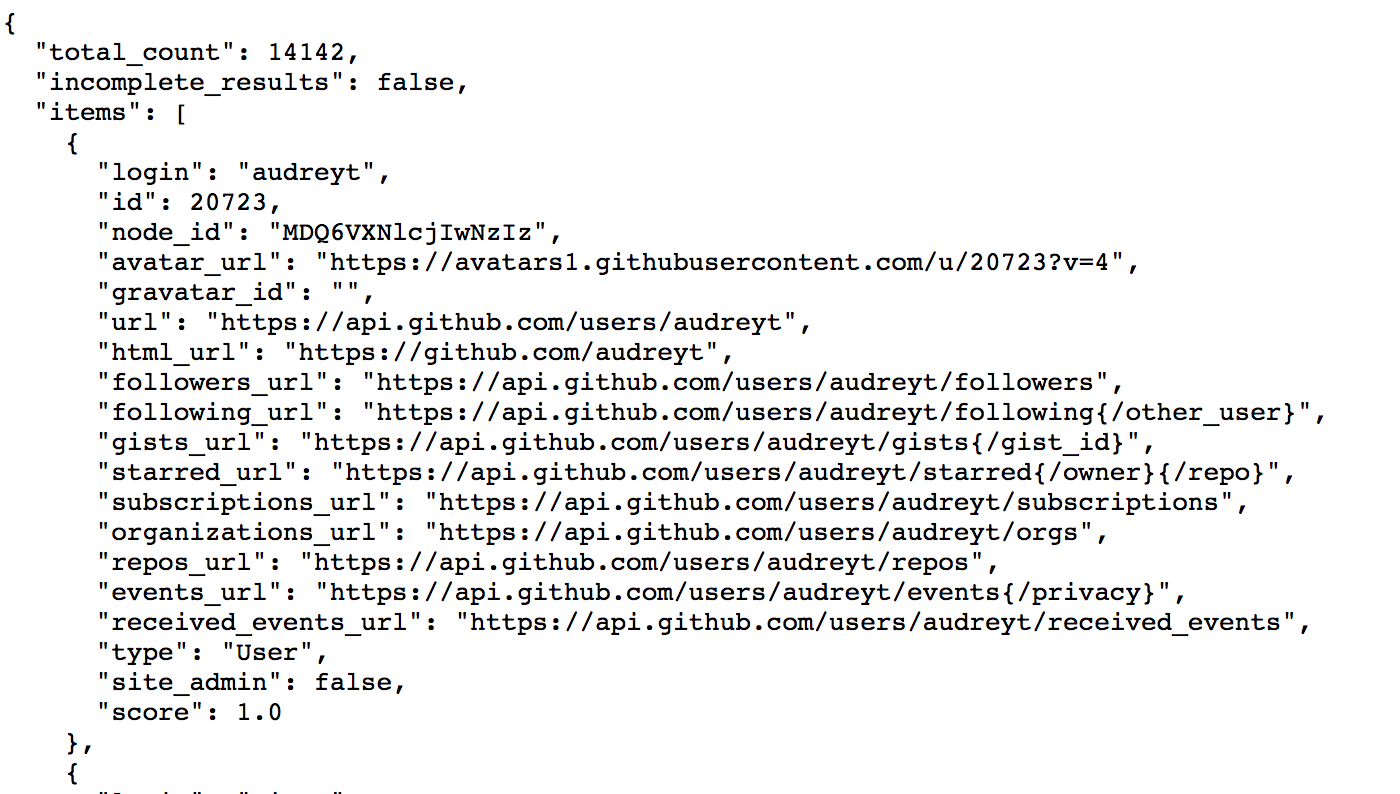 {
  "total_count": 14142,
  "incomplete_results": false,
  "items": [
    {
      "login": "audreyt",
      "id": 20723,
      "node_id": "MDQ6VXNlcjIwNzIz",
      "avatar_url": "https://avatars1.githubusercontent.com/u/20723?v=4",
      "gravatar_id": "",
      "url": "https://api.github.com/users/audreyt",
      "html_url": "https://github.com/audreyt",
      "followers_url": "https://api.github.com/users/audreyt/followers",
      "following_url": "https://api.github.com/users/audreyt/following{/other_user}",
      "gists_url": "https://api.github.com/users/audreyt/gists{/gist_id}",
      "starred_url": "https://api.github.com/users/audreyt/starred{/owner}{/repo}",
      "subscriptions_url": "https://api.github.com/users/audreyt/subscriptions",
      "organizations_url": "https://api.github.com/users/audreyt/orgs",
      "repos_url": "https://api.github.com/users/audreyt/repos",
      "events_url": "https://api.github.com/users/audreyt/events{/privacy}",
      "received_events_url": "https://api.github.com/users/audreyt/received_events",
      "type": "User",
      "site_admin": false,
      "score": 1.0
    },
    {